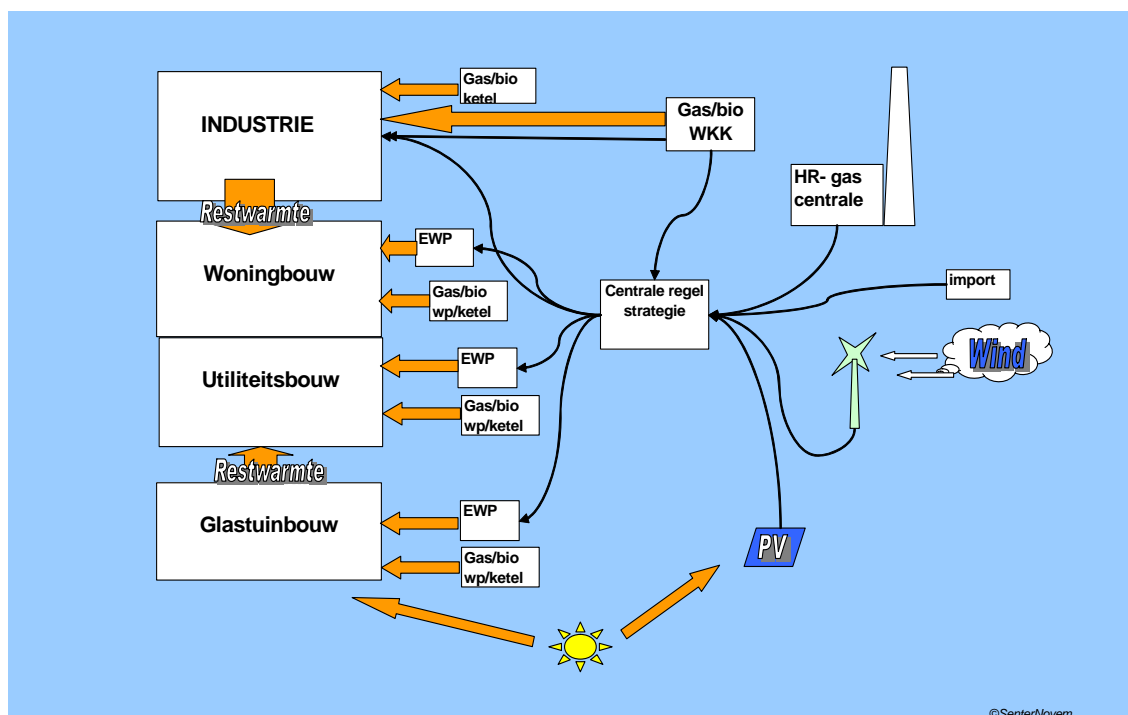 Gas/bio
ketel
INDUSTRIE
Gas/bio
WKK
HR- gas
centrale
Restwarmte
EWP
Woningbouw
Gas/bio
wp/ketel
Centrale regel
strategie
import
Wind
EWP
Utiliteitsbouw
Gas/bio
wp/ketel
Restwarmte
EWP
Glastuinbouw
Gas/bio
wp/ketel
PV
©SenterNovem